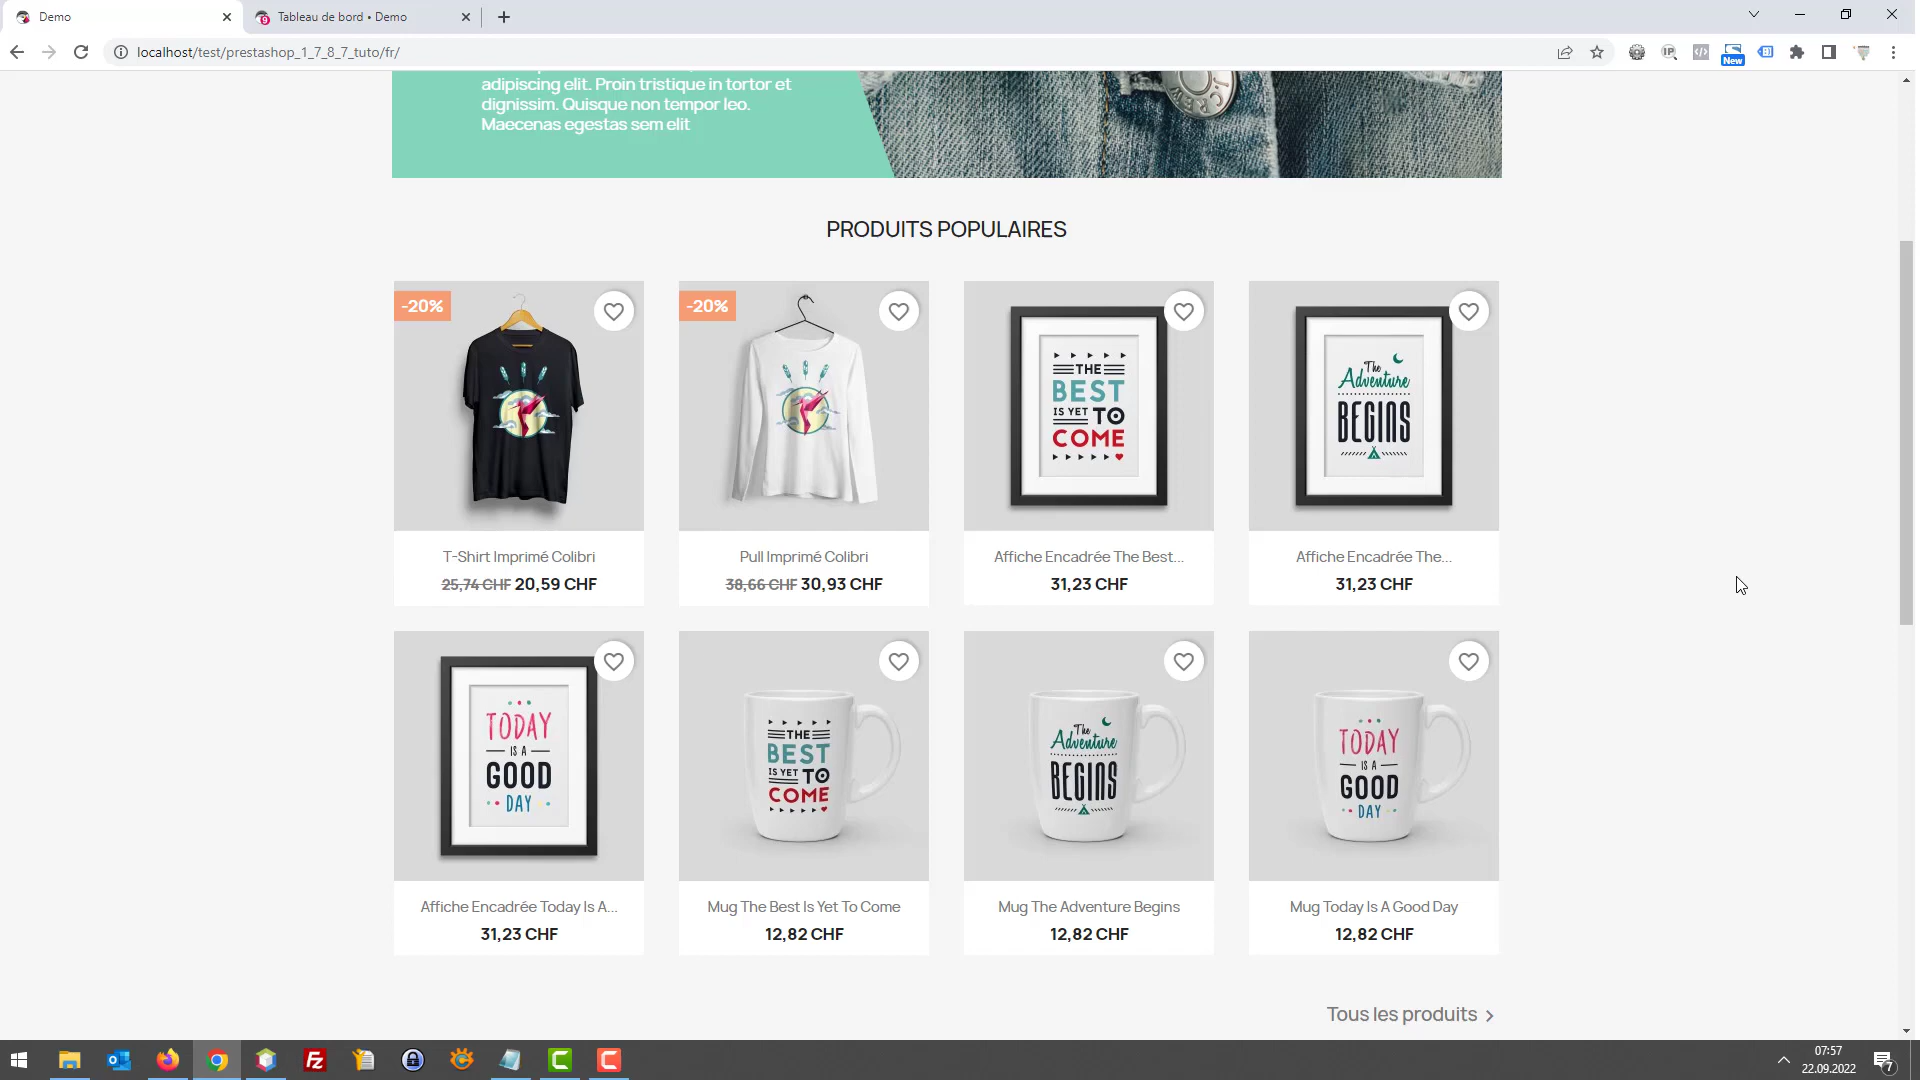 Demo
Tableau de bord • Demo
localhost/test/prestashop_1_7_8_7_tuto/fr/
IP
New
adipiscing elit. Proin tristique in tortor et
dignissim. Quisque non tempor leo.
Maecenas egestas sem elit
J.CREW
PRODUITS POPULAIRES
-20%
-20%
THE
BEST
IS YET TO
COME
The
Adventure
BEGINS
T-Shirt Imprimé Colibri
25,74 CHF 20,59 CHF
Pull Imprimé Colibri
38,66 CHF 30,93 CHF
Affiche Encadrée The Best...
31,23 CHF
Affiche Encadrée The...
31,23 CHF
TODAY
IS A
GOOD
DAY
THE
BEST
IS YET TO
COME
The
Adventure
BEGINS
TODAY
IS A
GOOD
DAY
Affiche Encadrée Today Is A...
31,23 CHF
Mug The Best Is Yet To Come
12,82 CHF
Mug The Adventure Begins
12,82 CHF
Mug Today Is A Good Day
12,82 CHF
Tous les produits
07:57
22.09.2022
7